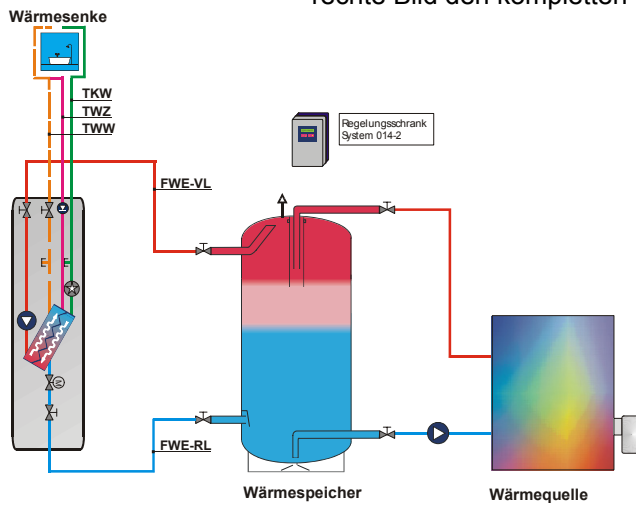 rechte Bild den kompletten
Wärmesenke
TKW
TWZ
TWW
Regelungsschrank
System 014-2
FWE-VL
M
FWE-RL
Wärmespeicher
Wärmequelle